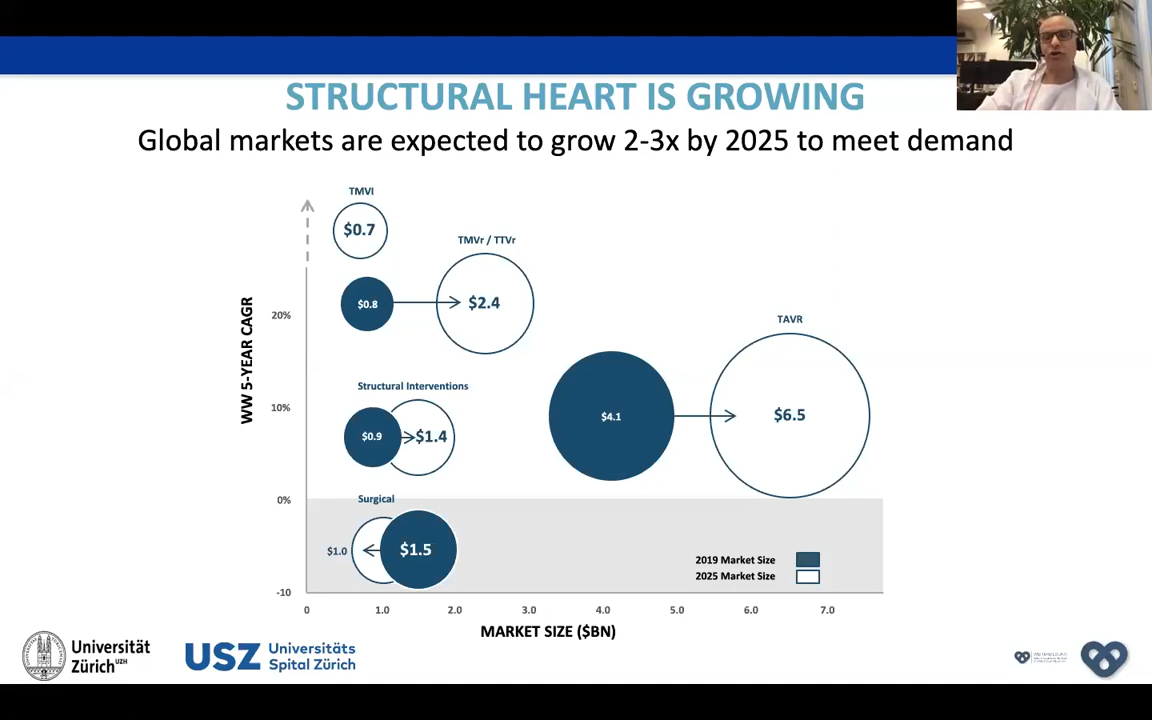 STRUCTURAL HEART IS GROWING
Global markets are expected to grow 2-3x by 2025 to meet demand
TMVI
$0.7
TMVr / TTVr
$0.8
$2.4
20%
TAVR
WW 5-YEAR CAGR
Structural Interventions
10%
$4.1
$6.5
$0.9
$1.4
0%
Surgical
$1.0
$1.5
2019 Market Size
2025 Market Size
-10
0
1.0
2.0
3.0
4.0
5.0
6.0
7.0
MARKET SIZE ($BN)
Universität
Zürich UZH
USZ Universitäts
Spital Zürich